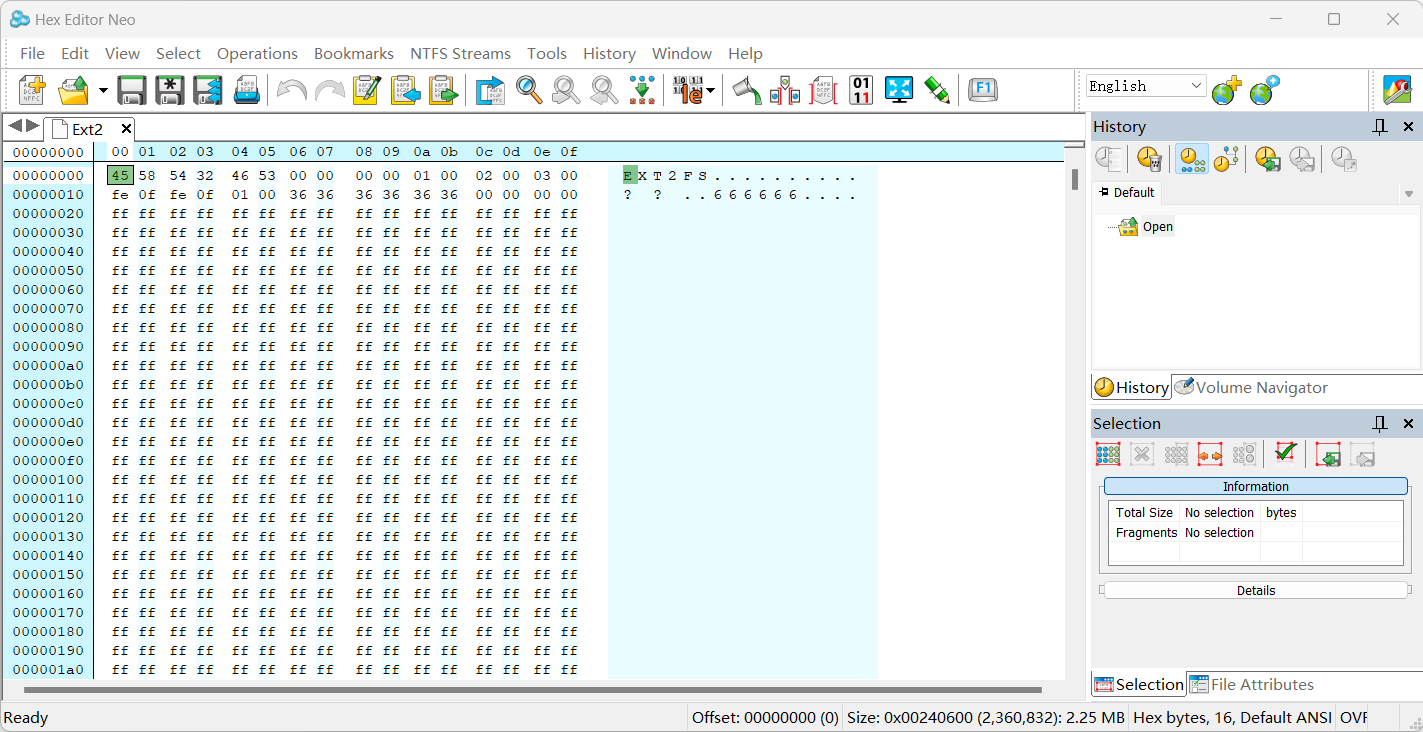 Hex Editor Neo
File Edit View Select Operations Bookmarks NTFS Streams Tools History Window Help
F1 English
Ext2
00000000 00 01 02 03 04 05 06 07 08 09 0a 0b 0c 0d 0e 0f
00000000 45 58 54 32 46 53 00 00 00 00 01 00 02 00 03 00 EXT2FS..........
00000010 fe 0f fe 0f 01 00 36 36 36 36 36 36 00 00 00 00 ? ? ..666666....
00000020 ff ff ff ff ff ff ff ff ff ff ff ff ff ff ff ff
00000030 ff ff ff ff ff ff ff ff ff ff ff ff ff ff ff ff
00000040 ff ff ff ff ff ff ff ff ff ff ff ff ff ff ff ff
00000050 ff ff ff ff ff ff ff ff ff ff ff ff ff ff ff ff
00000060 ff ff ff ff ff ff ff ff ff ff ff ff ff ff ff ff
00000070 ff ff ff ff ff ff ff ff ff ff ff ff ff ff ff ff
00000080 ff ff ff ff ff ff ff ff ff ff ff ff ff ff ff ff
00000090 ff ff ff ff ff ff ff ff ff ff ff ff ff ff ff ff
000000a0 ff ff ff ff ff ff ff ff ff ff ff ff ff ff ff ff
000000b0 ff ff ff ff ff ff ff ff ff ff ff ff ff ff ff ff
000000c0 ff ff ff ff ff ff ff ff ff ff ff ff ff ff ff ff
000000d0 ff ff ff ff ff ff ff ff ff ff ff ff ff ff ff ff
000000e0 ff ff ff ff ff ff ff ff ff ff ff ff ff ff ff ff
000000f0 ff ff ff ff ff ff ff ff ff ff ff ff ff ff ff ff
00000100 ff ff ff ff ff ff ff ff ff ff ff ff ff ff ff ff
00000110 ff ff ff ff ff ff ff ff ff ff ff ff ff ff ff ff
00000120 ff ff ff ff ff ff ff ff ff ff ff ff ff ff ff ff
00000130 ff ff ff ff ff ff ff ff ff ff ff ff ff ff ff ff
00000140 ff ff ff ff ff ff ff ff ff ff ff ff ff ff ff ff
00000150 ff ff ff ff ff ff ff ff ff ff ff ff ff ff ff ff
00000160 ff ff ff ff ff ff ff ff ff ff ff ff ff ff ff ff
00000170 ff ff ff ff ff ff ff ff ff ff ff ff ff ff ff ff
00000180 ff ff ff ff ff ff ff ff ff ff ff ff ff ff ff ff
00000190 ff ff ff ff ff ff ff ff ff ff ff ff ff ff ff ff
000001a0 ff ff ff ff ff ff ff ff ff ff ff ff ff ff ff ff
History
Default
Open
History Volume Navigator
Selection
Information
Total Size No selection bytes
Fragments No selection
Details
Selection File Attributes
Ready Offset: 00000000 (0) Size: 0x00240600 (2,360,832): 2.25 MB Hex bytes, 16, Default ANSI